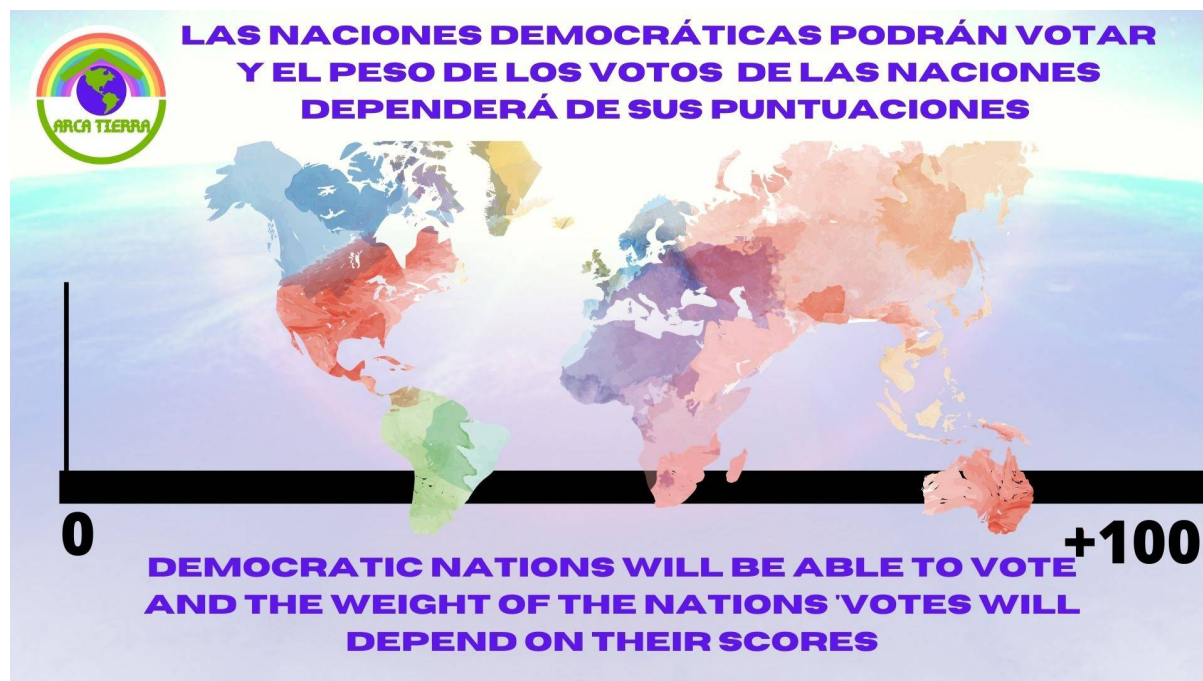 ARCA TIERRA
LAS NACIONES DEMOCRÁTICAS PODRÁN VOTAR
Y EL PESO DE LOS VOTOS DE LAS NACIONES
DEPENDERÁ DE SUS PUNTUACIONES
0
+100
DEMOCRATIC NATIONS WILL BE ABLE TO VOTE
AND THE WEIGHT OF THE NATIONS 'VOTES WILL
DEPEND ON THEIR SCORES